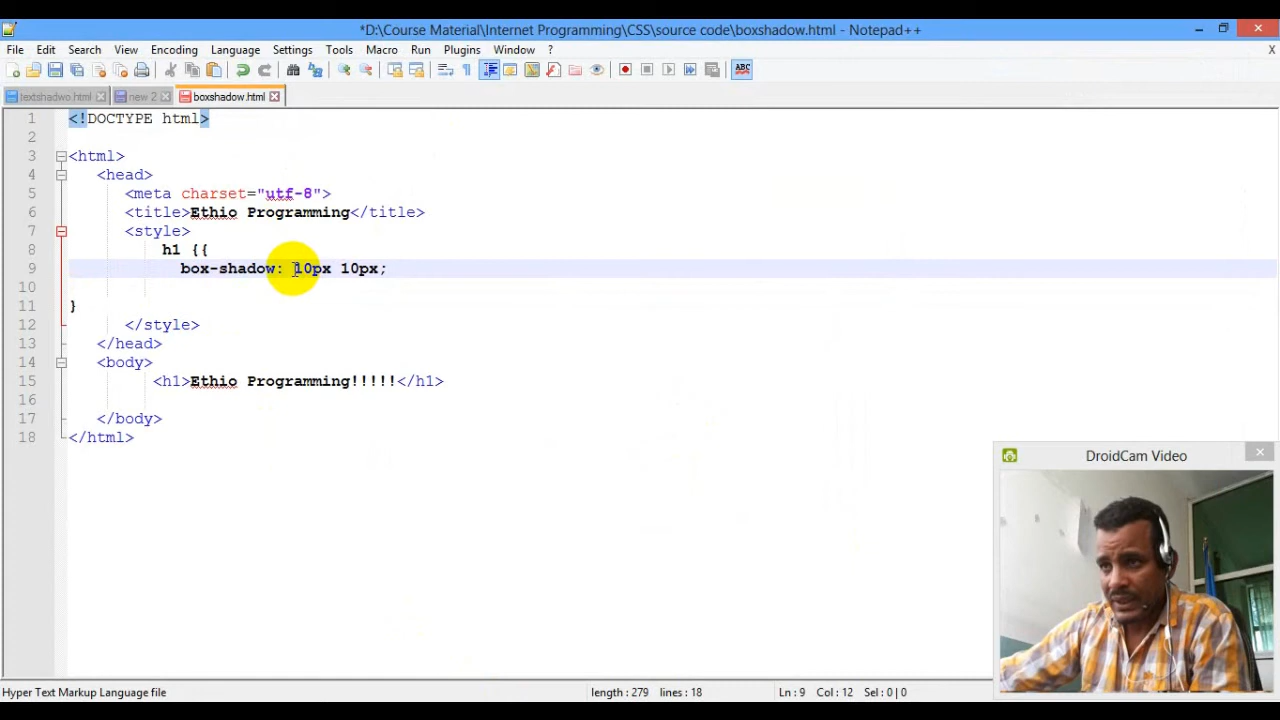 *D:\Course Material\Internet Programming\CSS\source code\boxshadow.html - Notepad++
File Edit Search View Encoding Language Settings Tools Macro Run Plugins Window ? X
textshadwo.html new 2 boxshadow.html
1 <!DOCTYPE html>
2
3 <html>
4 <head>
5 <meta charset="utf-8">
6 <title>Ethio Programming</title>
7 <style>
8 h1 {{
9 box-shadow: 10px 10px;
10
11 }
12 </style>
13 </head>
14 <body>
15 <h1>Ethio Programming!!!!!</h1>
16
17 </body>
18 </html>
DroidCam Video
Hyper Text Markup Language file length : 279 lines : 18 Ln : 9 Col : 12 Sel : 0 | 0